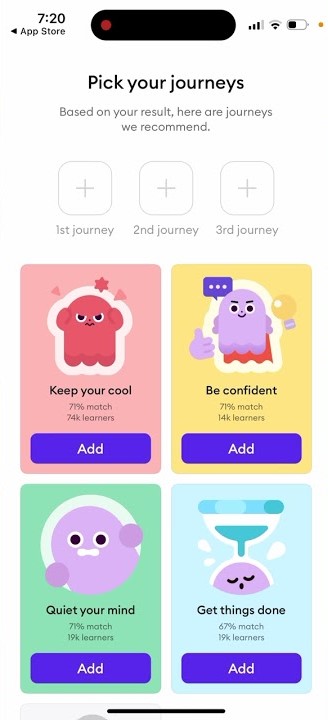 7:20
◀ App Store
Pick your journeys
Based on your result, here are journeys
we recommend.
1st journey 2nd journey 3rd journey
Keep your cool
71% match
74k learners
Add
Be confident
71% match
14k learners
Add
Quiet your mind
71% match
19k learners
Add
Get things done
67% match
19k learners
Add